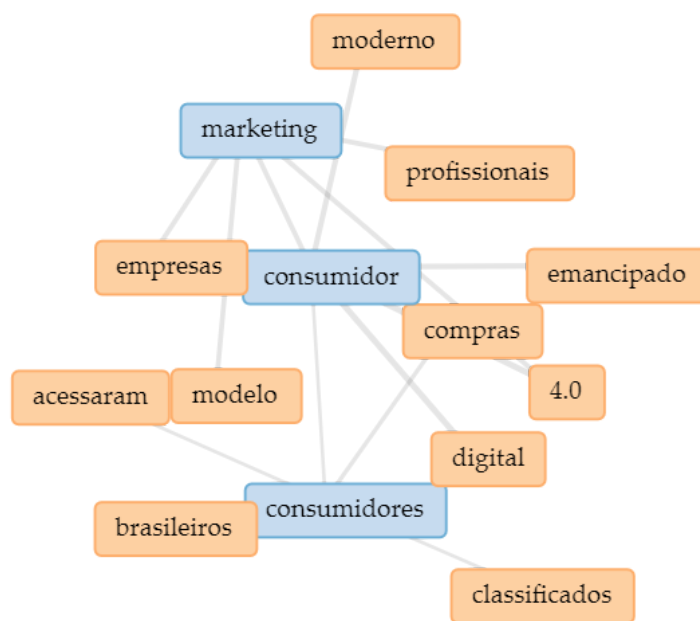 moderno
marketing
profissionais
empresas
consumidor
emancipado
compras
acessaram
modelo
4.0
digital
consumidores
brasileiros
classificados